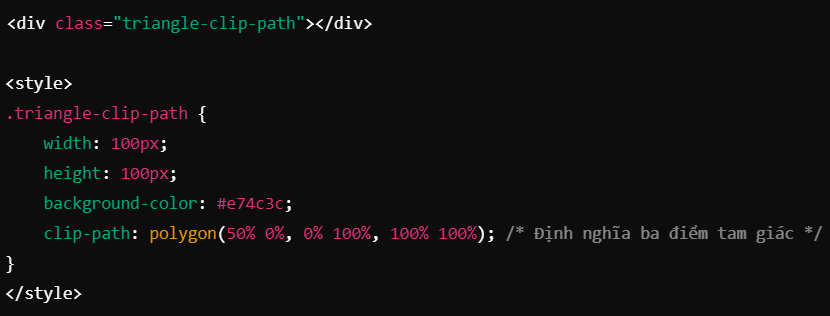 <div class="triangle-clip-path"></div>
<style>
.triangle-clip-path {
width: 100px;
height: 100px;
background-color: #e74c3c;
clip-path: polygon(50% 0%, 0% 100%, 100% 100%); /* Định nghĩa ba điểm tam giác */
}
</style>